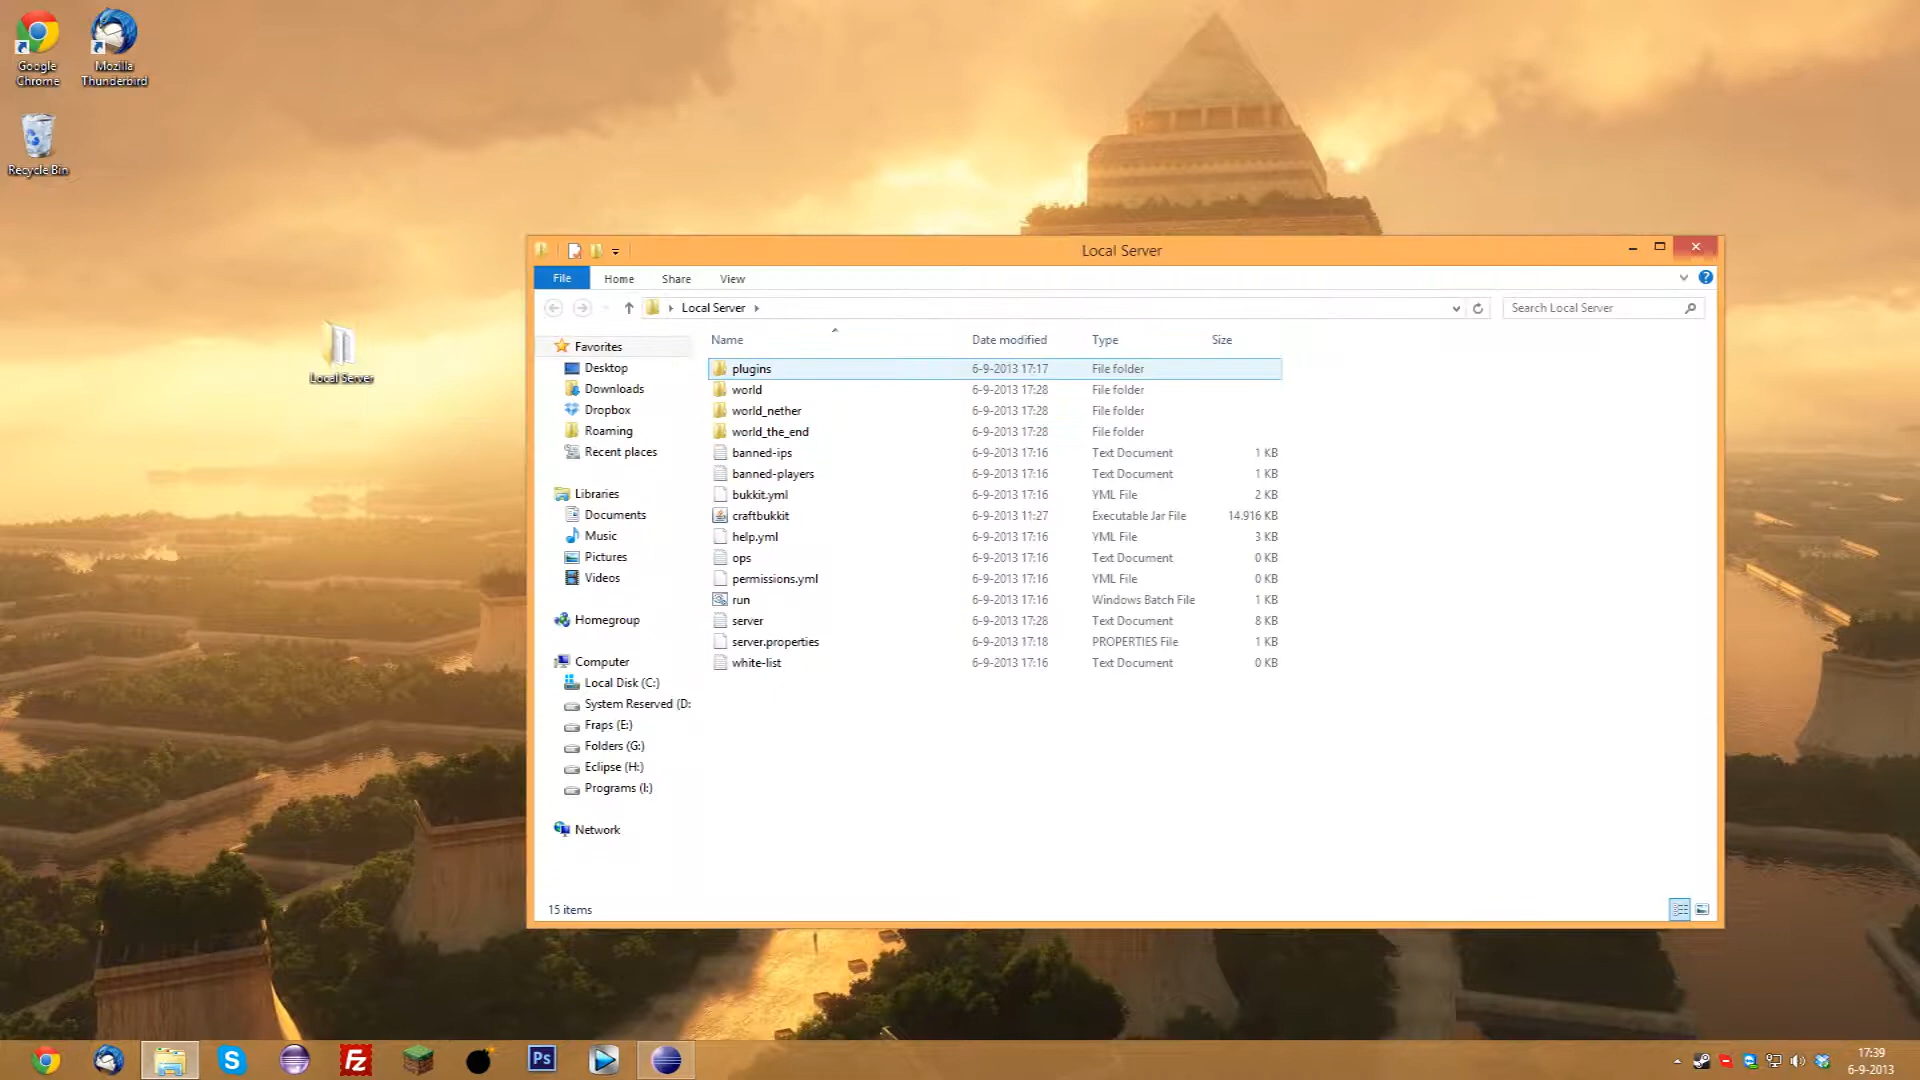 Google
Chrome
Mozilla
Thunderbird
Recycle Bin
Local Server
Local Server
File Home Share View
Local Server
Search Local Server
Name Date modified Type Size
Favorites
Desktop
Downloads
Dropbox
Roaming
Recent places
Libraries
Documents
Music
Pictures
Videos
Homegroup
Computer
Local Disk (C:)
System Reserved (D:
Fraps (E:)
Folders (G:)
Eclipse (H:)
Programs (I:)
Network
plugins 6-9-2013 17:17 File folder
world 6-9-2013 17:28 File folder
world_nether 6-9-2013 17:28 File folder
world_the_end 6-9-2013 17:28 File folder
banned-ips 6-9-2013 17:16 Text Document 1 KB
banned-players 6-9-2013 17:16 Text Document 1 KB
bukkit.yml 6-9-2013 17:16 YML File 2 KB
craftbukkit 6-9-2013 11:27 Executable Jar File 14.916 KB
help.yml 6-9-2013 17:16 YML File 3 KB
ops 6-9-2013 17:16 Text Document 0 KB
permissions.yml 6-9-2013 17:16 YML File 0 KB
run 6-9-2013 17:16 Windows Batch File 1 KB
server 6-9-2013 17:28 Text Document 8 KB
server.properties 6-9-2013 17:18 PROPERTIES File 1 KB
white-list 6-9-2013 17:16 Text Document 0 KB
15 items
S
Fz
Ps
17:39
6-9-2013